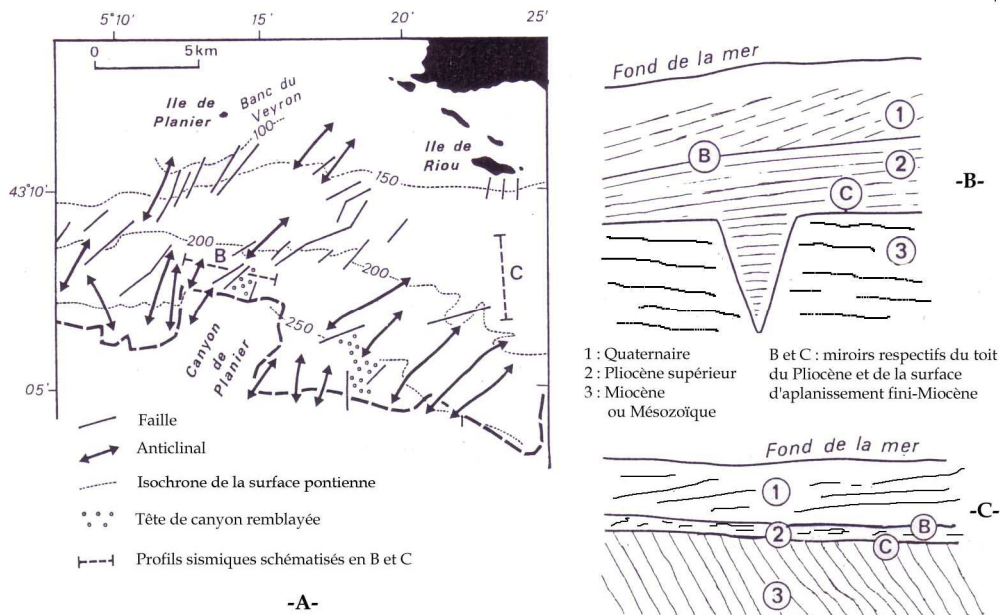 5°10' 15' 20' 25'
0 5km
Ile de
Planier
Banc du
Veyron
100
Ile de
Riou
43°10'
150
200
B
200
C
250
Canyon
de
Planier
05'
Faille
Anticlinal
Isochrone de la surface pontienne
Tête de canyon remblayée
Profils sismiques schématisés en B et C
-A-
Fond de la mer
1
B
2
C
3
-B-
1 : Quaternaire
2 : Pliocène supérieur
3 : Miocène
ou Mésozoïque
B et C : miroirs respectifs du toit
du Pliocène et de la surface
d'aplanissement fini-Miocène
Fond de la mer
1
B
2
C
3
-C-